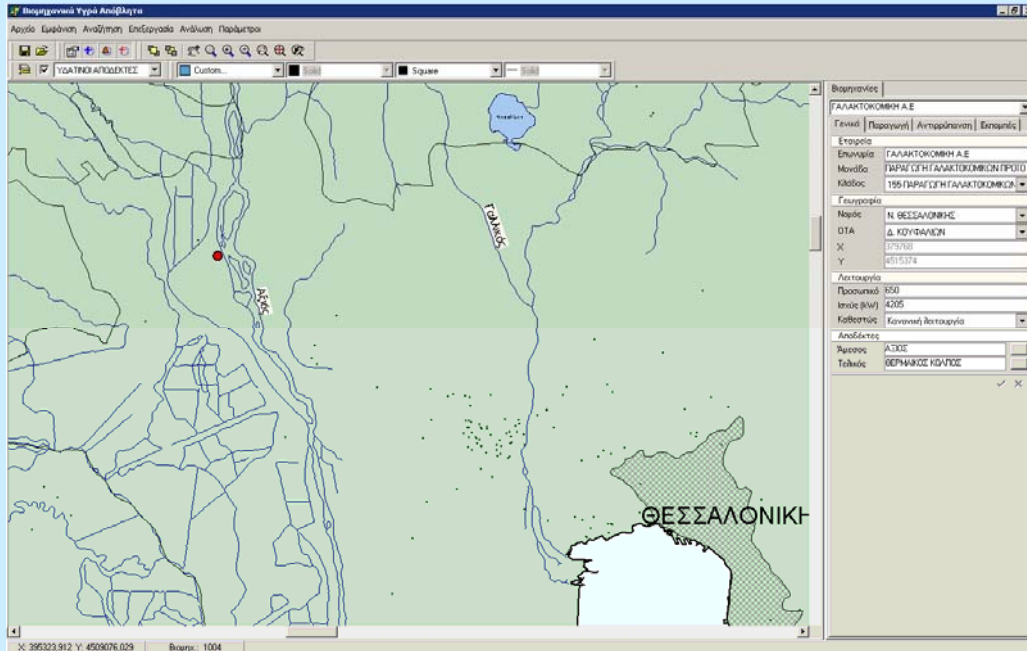 Βιομηχανικά Υγρά Απόβλητα
Αρχείο Εμφάνιση Αναζήτηση Επεξεργασία Ανάλυση Παράμετροι
ΥΔΑΤΙΝΟΙ ΑΠΟΔΕΚΤΕΣ Custom... Solid Square Solid
Βιομηχανίες
ΓΑΛΑΚΤΟΚΟΜΙΚΗ Α.Ε
Γενικά Παραγωγή Αντιρρύπανση Εκπομπές
Εταιρεία
Επωνυμία ΓΑΛΑΚΤΟΚΟΜΙΚΗ Α.Ε
Μονάδα ΠΑΡΑΓΩΓΗ ΓΑΛΑΚΤΟΚΟΜΙΚΩΝ ΠΡΟΪΟ
Κλάδος 155-ΠΑΡΑΓΩΓΗ ΓΑΛΑΚΤΟΚΟΜΙΚΩΝ
Γεωγραφία
Νομός Ν. ΘΕΣΣΑΛΟΝΙΚΗΣ
ΟΤΑ Δ. ΚΟΥΦΑΛΙΩΝ
X 379768
Y 4515374
Λειτουργία
Προσωπικό 650
Ισχύς (kW) 4205
Καθεστώς Κανονική λειτουργία
Αποδέκτες
Άμεσος ΑΞΙΟΣ
Τελικός ΘΕΡΜΑΪΚΟΣ ΚΟΛΠΟΣ
Γαλλικός
Αξιός
ΘΕΣΣΑΛΟΝΙΚΗ
X: 395323,912 Y: 4509076,029 Βιομηχ.: 1004